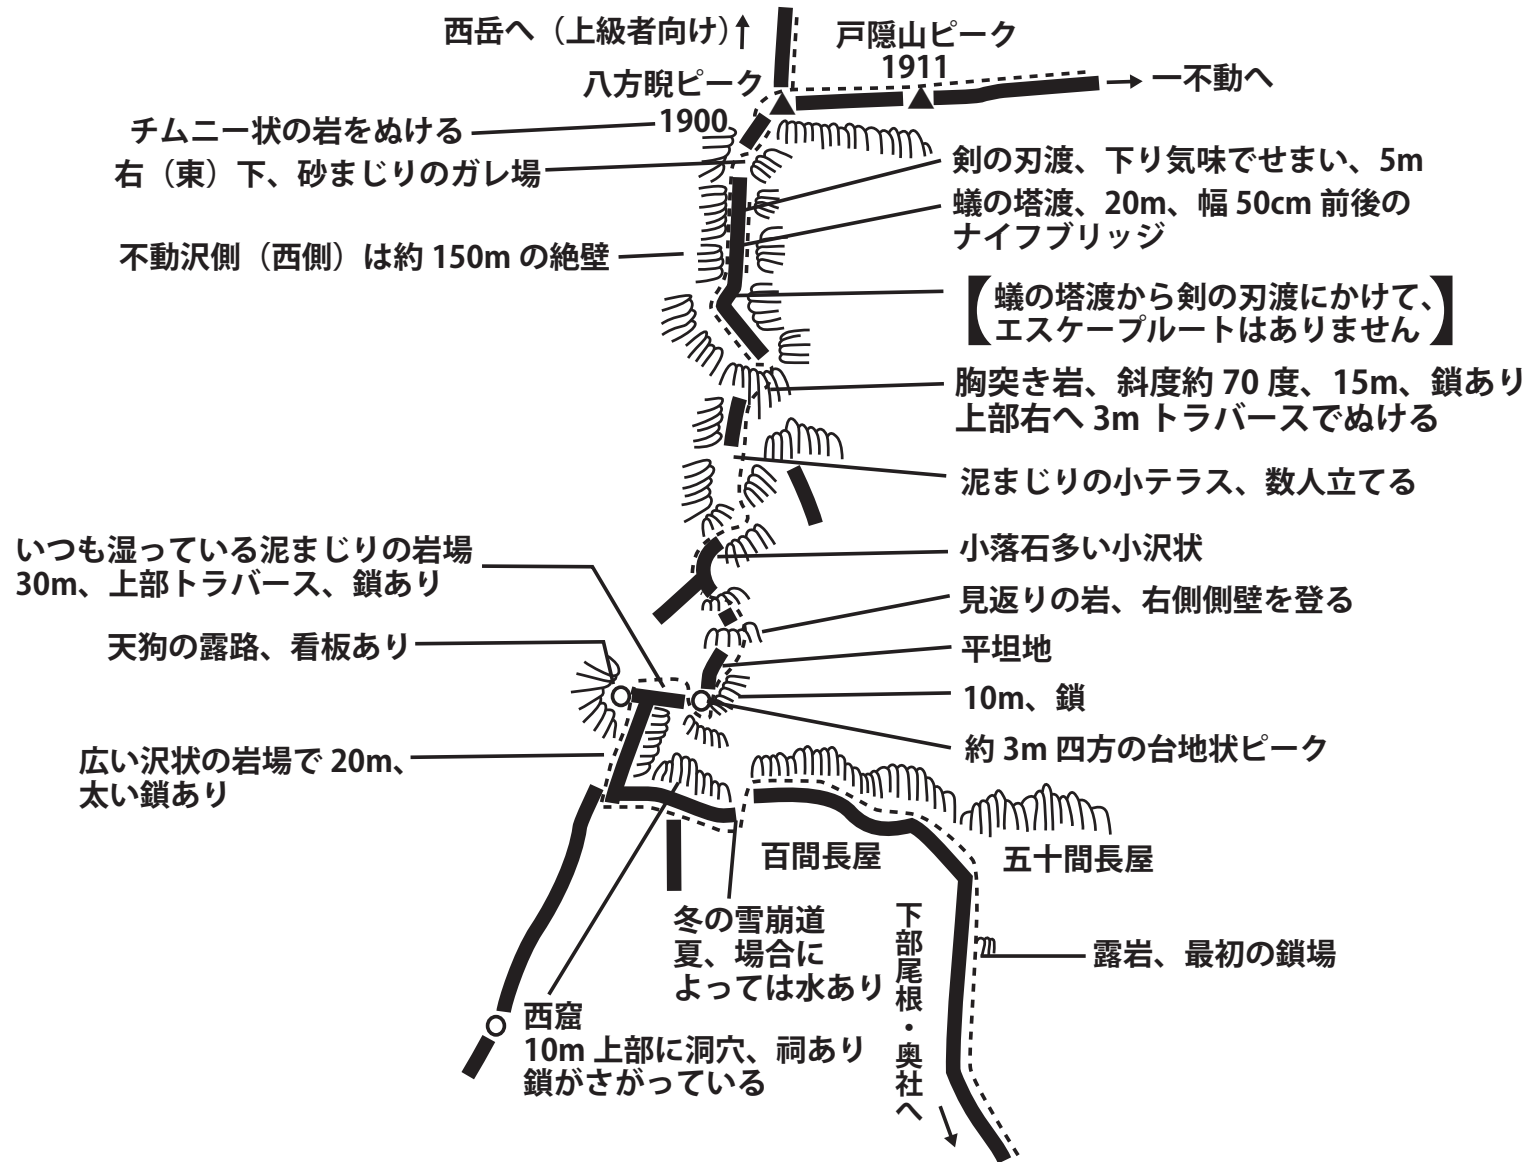 西岳へ（上級者向け）
戸隠山ピーク
1911
一不動へ
八方睨ピーク
1900
チムニー状の岩をぬける
右（東）下、砂まじりのガレ場
剣の刃渡、下り気味でせまい、5m
蟻の塔渡、20m、幅 50cm 前後の
ナイフブリッジ
不動沢側（西側）は約 150m の絶壁
【蟻の塔渡から剣の刃渡にかけて、
エスケープルートはありません】
胸突き岩、斜度約 70 度、15m、鎖あり
上部右へ 3m トラバースでぬける
泥まじりの小テラス、数人立てる
いつも湿っている泥まじりの岩場
30m、上部トラバース、鎖あり
小落石多い小沢状
見返りの岩、右側側壁を登る
天狗の露路、看板あり
平坦地
10m、鎖
約 3m 四方の台地状ピーク
広い沢状の岩場で 20m、
太い鎖あり
百間長屋
五十間長屋
冬の雪崩道
夏、場合に
よっては水あり
下部尾根・奥社へ
露岩、最初の鎖場
西窟
10m 上部に洞穴、祠あり
鎖がさがっている